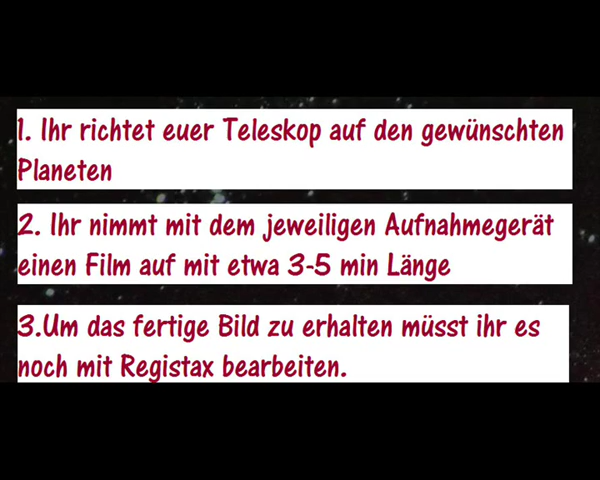 1. Ihr richtet euer Teleskop auf den gewünschten
Planeten
2. Ihr nimmt mit dem jeweiligen Aufnahmegerät
einen Film auf mit etwa 3-5 min Länge
3.Um das fertige Bild zu erhalten müsst ihr es
noch mit Registax bearbeiten.